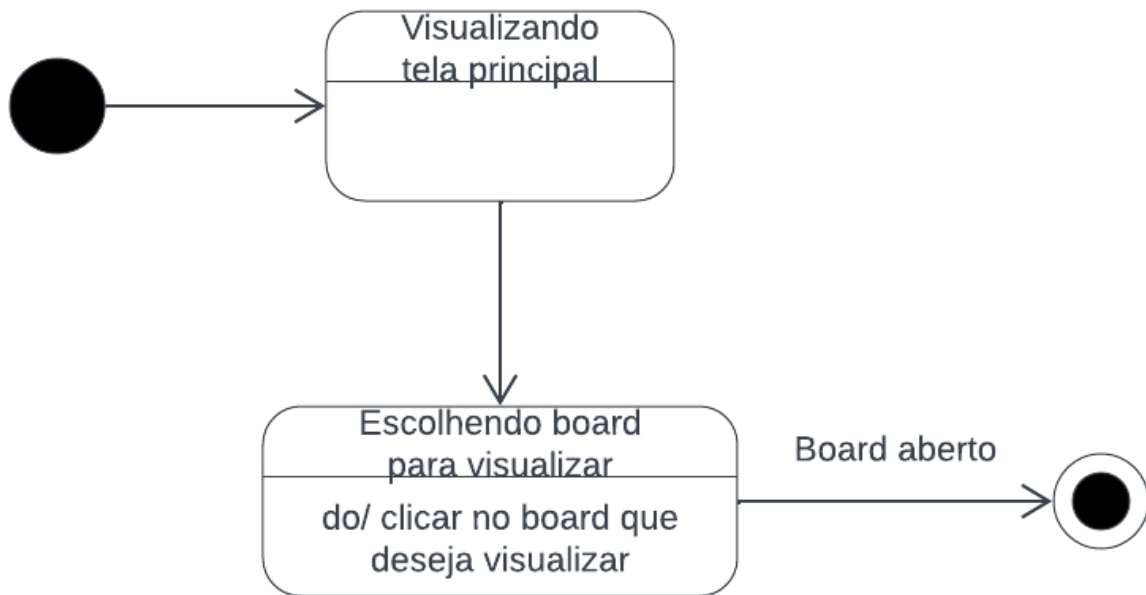 Visualizando
tela principal
Escolhendo board
para visualizar
do/ clicar no board que
deseja visualizar
Board aberto